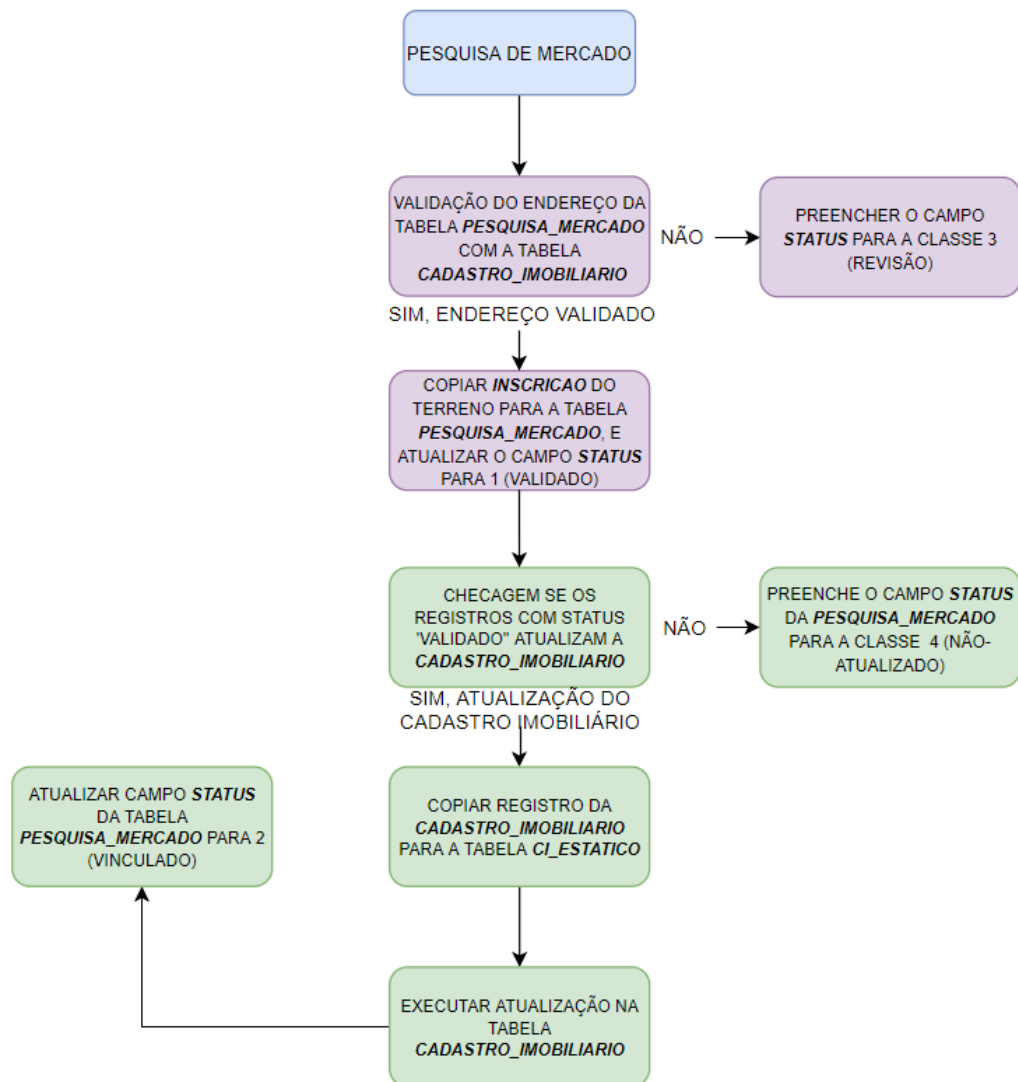 PESQUISA DE MERCADO
VALIDAÇÃO DO ENDEREÇO DA
TABELA PESQUISA_MERCADO
COM A TABELA
CADASTRO_IMOBILIARIO
NÃO
PREENCHER O CAMPO
STATUS PARA A CLASSE 3
(REVISÃO)
SIM, ENDEREÇO VALIDADO
COPIAR INSCRICAO DO
TERRENO PARA A TABELA
PESQUISA_MERCADO, E
ATUALIZAR O CAMPO STATUS
PARA 1 (VALIDADO)
CHECAGEM SE OS
REGISTROS COM STATUS
'VALIDADO" ATUALIZAM A
CADASTRO_IMOBILIARIO
NÃO
PREENCHE O CAMPO STATUS
DA PESQUISA_MERCADO
PARA A CLASSE 4 (NÃO-
ATUALIZADO)
SIM, ATUALIZAÇÃO DO
CADASTRO IMOBILIÁRIO
COPIAR REGISTRO DA
CADASTRO_IMOBILIARIO
PARA A TABELA CI_ESTATICO
ATUALIZAR CAMPO STATUS
DA TABELA
PESQUISA_MERCADO PARA 2
(VINCULADO)
EXECUTAR ATUALIZAÇÃO NA
TABELA
CADASTRO_IMOBILIARIO